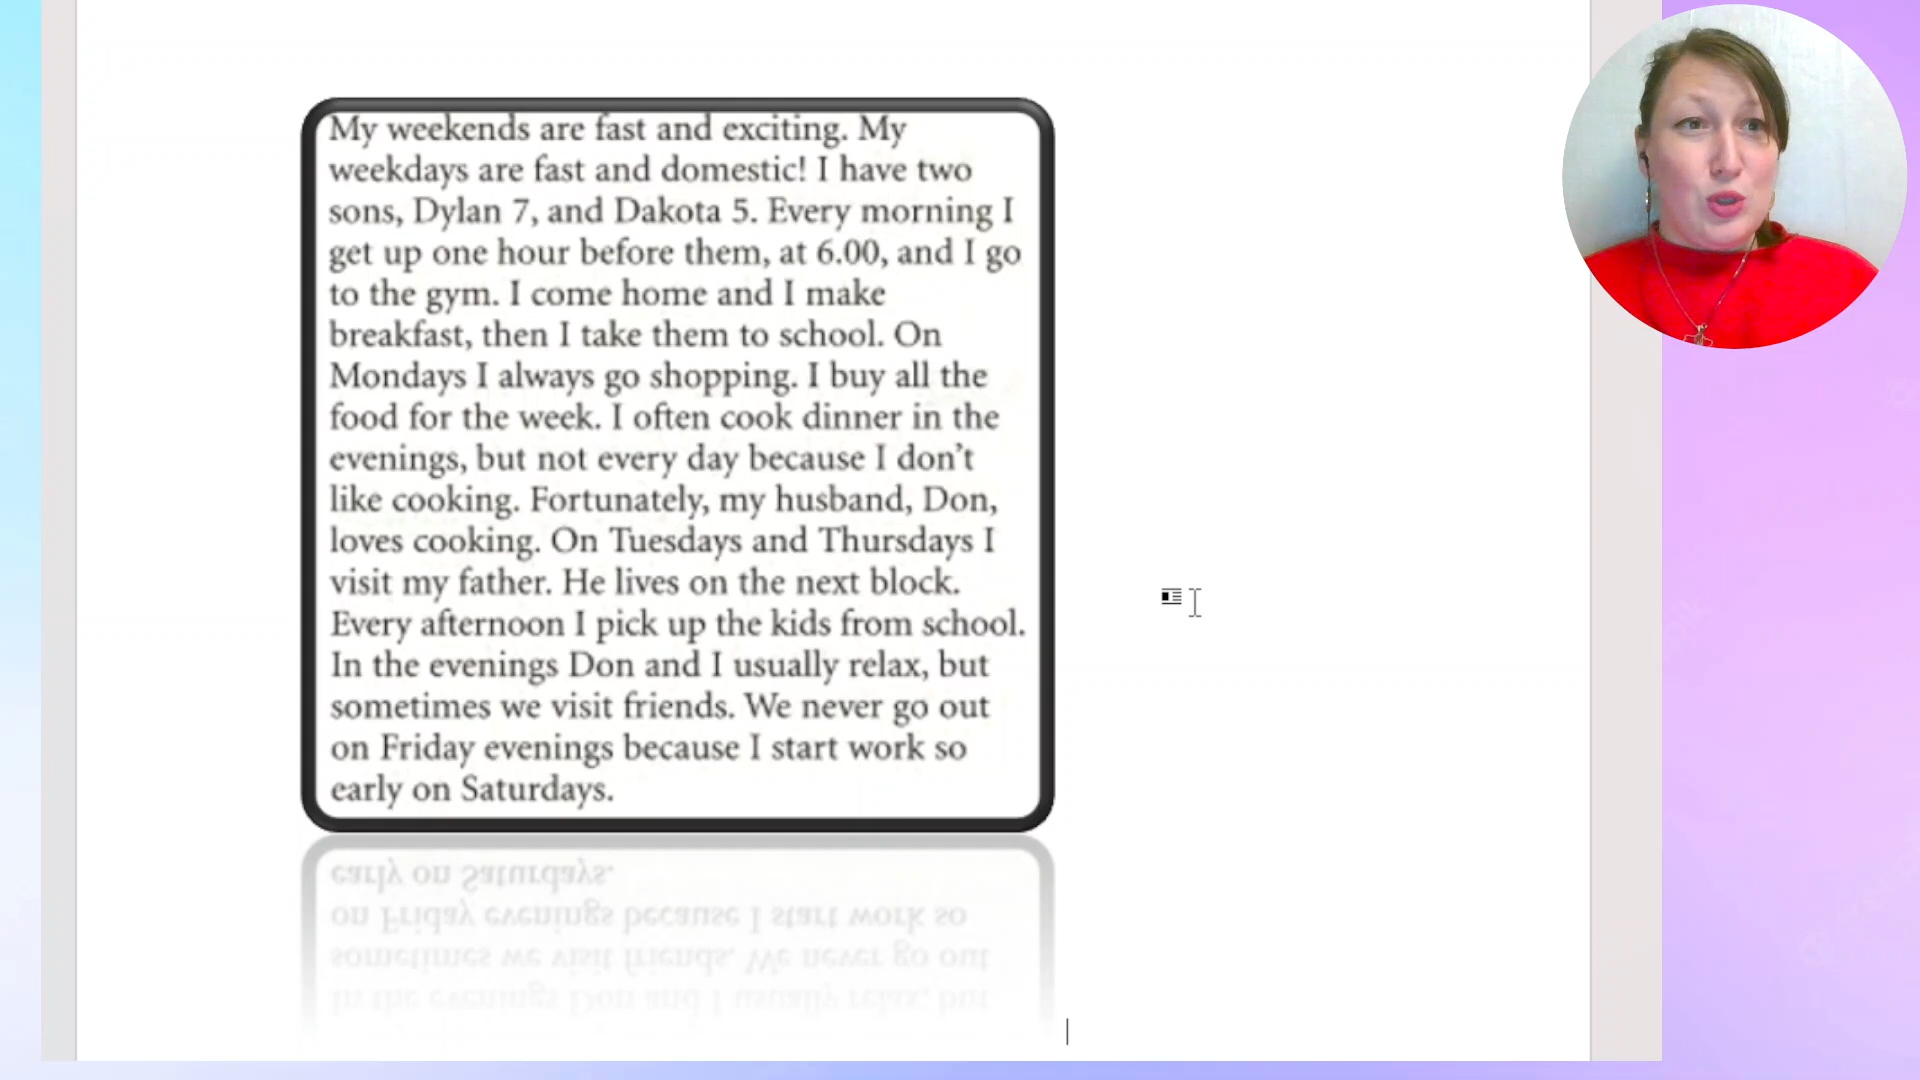 My weekends are fast and exciting. My
weekdays are fast and domestic! I have two
sons, Dylan 7, and Dakota 5. Every morning I
get up one hour before them, at 6.00, and I go
to the gym. I come home and I make
breakfast, then I take them to school. On
Mondays I always go shopping. I buy all the
food for the week. I often cook dinner in the
evenings, but not every day because I don't
like cooking. Fortunately, my husband, Don,
loves cooking. On Tuesdays and Thursdays I
visit my father. He lives on the next block.
Every afternoon I pick up the kids from school.
In the evenings Don and I usually relax, but
sometimes we visit friends. We never go out
on Friday evenings because I start work so
early on Saturdays.